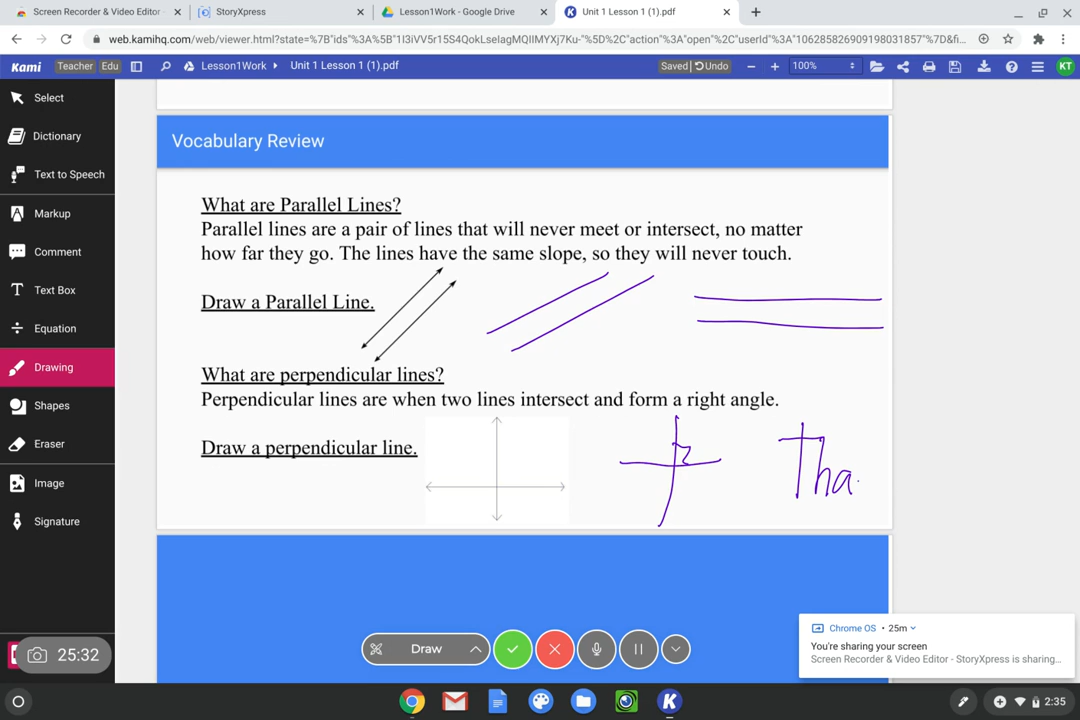 Screen Recorder & Video Editor
StoryXpress
Lesson1Work - Google Drive
Unit 1 Lesson 1 (1).pdf
web.kamihq.com/web/viewer.html?state=%7B"ids"%3A%5B"1I3iVV5r15S4QokLseIagMQIIMYXj7Ku-"%5D%2C"action"%3A"open"%2C"userId"%3A"106285826909198031857"%7D&fi...
Kami Teacher Edu Lesson1Work Unit 1 Lesson 1 (1).pdf Saved Undo 100% KT
Select
Dictionary
Text to Speech
Markup
Comment
Text Box
Equation
Drawing
Shapes
Eraser
Image
Signature
25:32
Vocabulary Review
What are Parallel Lines?
Parallel lines are a pair of lines that will never meet or intersect, no matter
how far they go. The lines have the same slope, so they will never touch.
Draw a Parallel Line.
What are perpendicular lines?
Perpendicular lines are when two lines intersect and form a right angle.
Draw a perpendicular line.
Tha
Draw
Chrome OS • 25m
You're sharing your screen
Screen Recorder & Video Editor - StoryXpress is sharing...
2:35